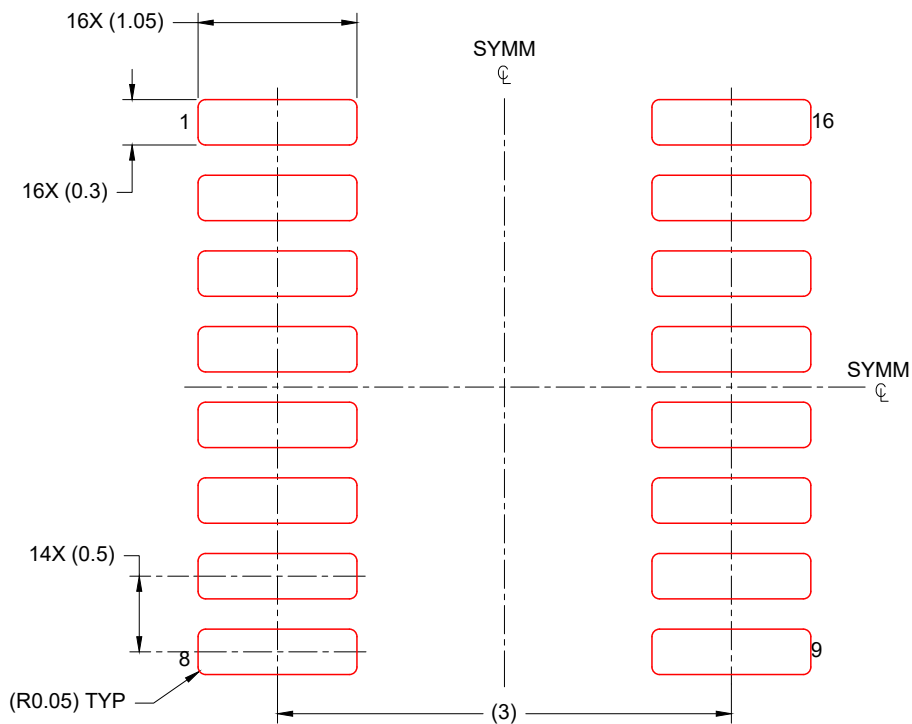 16X (1.05)
SYMM
℄
1
16
16X (0.3)
SYMM
℄
14X (0.5)
8
9
(R0.05) TYP
(3)